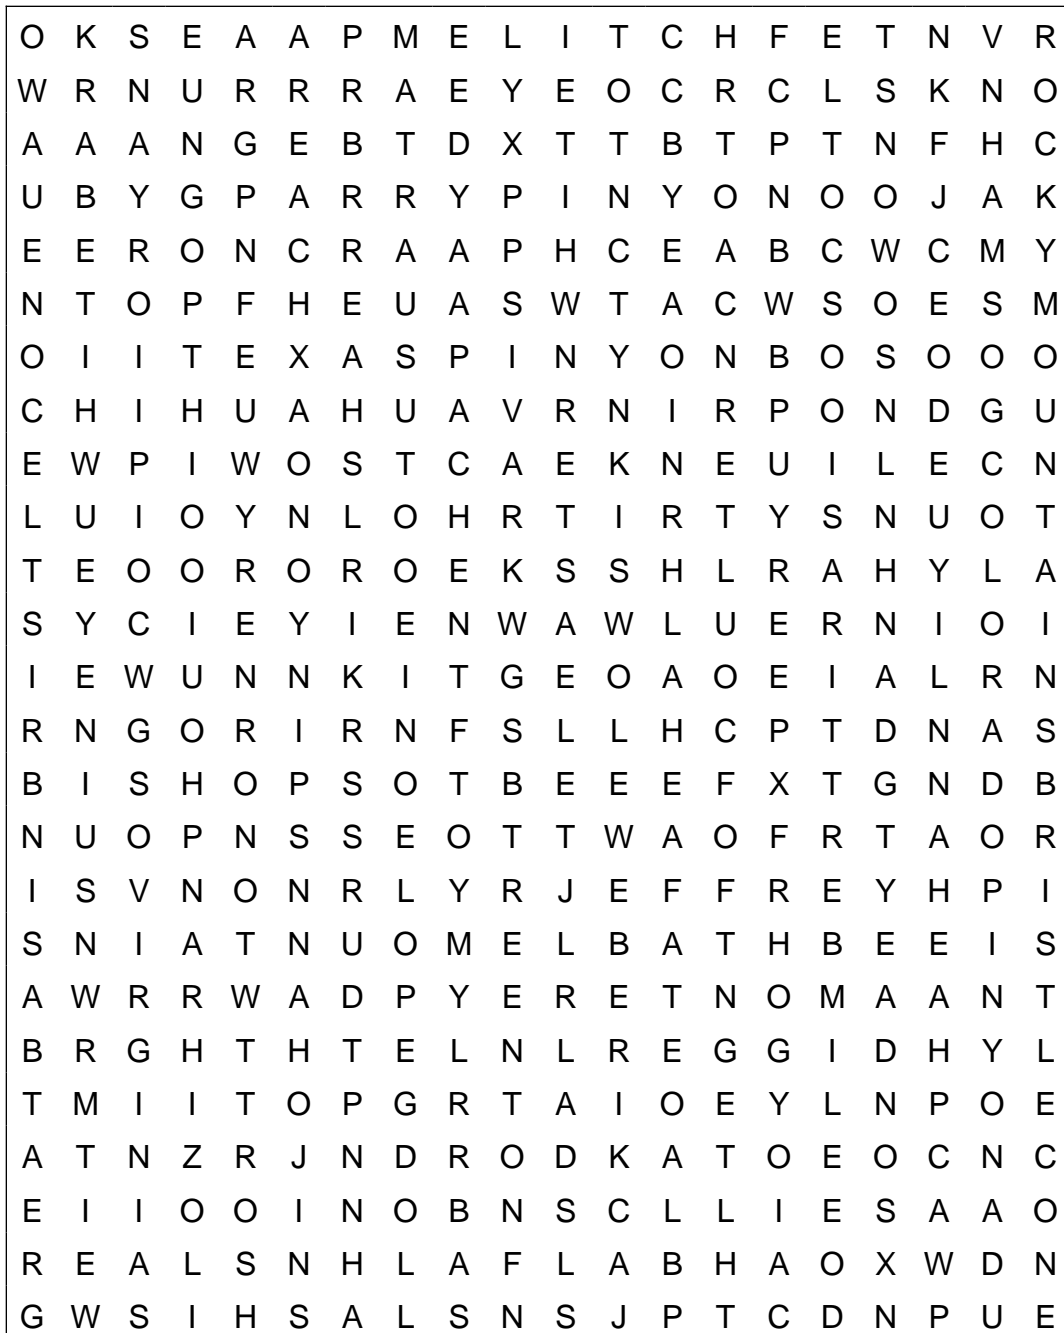 O K S E A A P M E L I T C H F E T N V R
W R N U R R R A E Y E O C R C L S K N O
A A A N G E B T D X T T B T P T N F H C
U B Y G P A R R Y P I N Y O N O O J A K
E E R O N C R A A P H C E A B C W C M Y
N T O P F H E U A S W T A C W S O E S M
O I I T E X A S P I N Y O N B O S O O O
C H I H U A H U A V R N I R P O N D G U
E W P I W O S T C A E K N E U I L E C N
L U I O Y N L O H R T I R T Y S N U O T
T E O O R O R O E K S S H L R A H Y L A
S Y C I E Y I E N W A W L U E R N I O I
I E W U N N K I T G E O A O E I A L R N
R N G O R I R N F S L L H C P T D N A S
B I S H O P S O T B E E E F X T G N D B
N U O P N S S E O T T W A O F R T A O R
I S V N O N R L Y R J E F F R E Y H P I
S N I A T N U O M E L B A T H B E E I S
A W R R W A D P Y E R E T N O M A A N T
B R G H T H T E L N L R E G G I D H Y L
T M I I T O P G R T A I O E Y L N P O E
A T N Z R J N D R O D K A T O E O C N C
E I I O O I N O B N S C L L I E S A A O
R E A L S N H L A F L A B H A O X W D N
G W S I H S A L S N S J P T C D N P U E